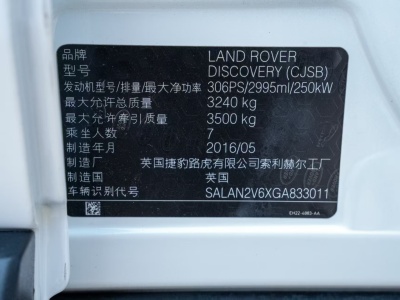 品牌 LAND ROVER
型号 DISCOVERY (CJSB)
发动机型号/排量/最大净功率 306PS/2995ml/250kW
最大允许总质量 3240 kg
最大允许牵引质量 3500 kg
乘坐人数 7
制造年月 2016/05
制造厂 英国捷豹路虎有限公司索利赫尔工厂
制造国 英国
车辆识别代号 SALAN2V6XGA833011
EH22-4863-AA